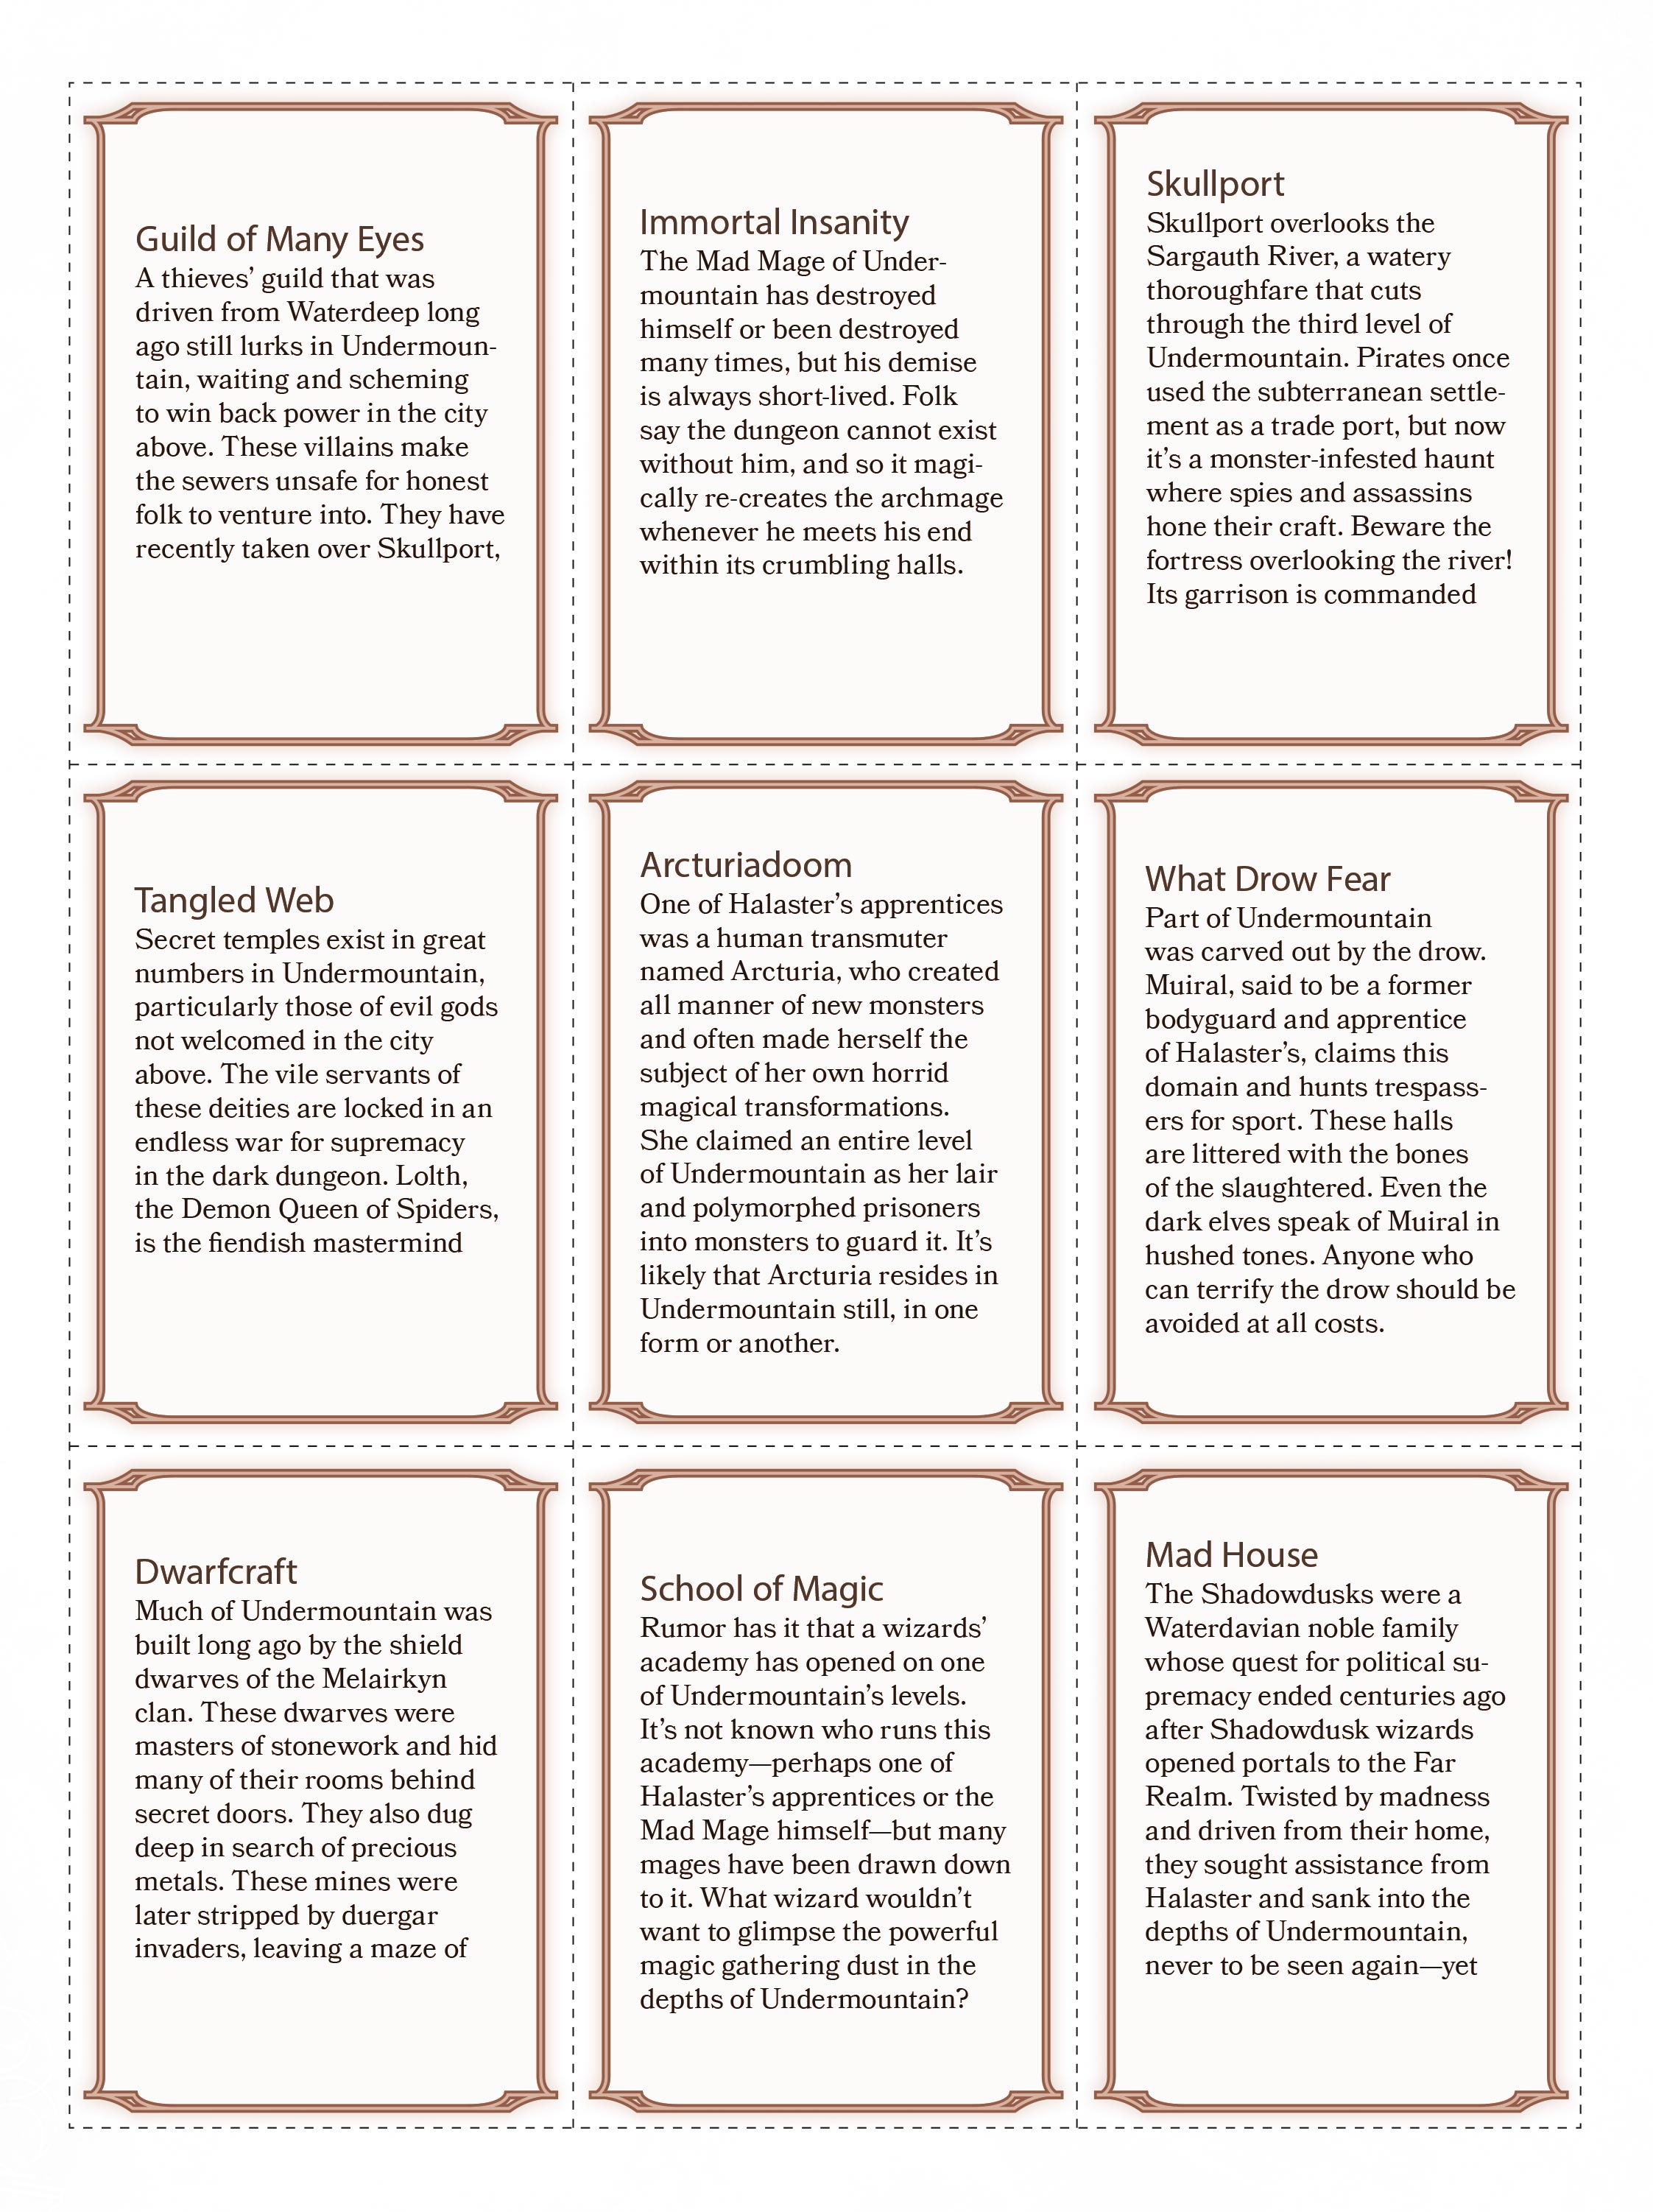 Guild of Many Eyes
A thieves’ guild that was
driven from Waterdeep long
ago still lurks in Undermoun-
tain, waiting and scheming
to win back power in the city
above. These villains make
the sewers unsafe for honest
folk to venture into. They have
recently taken over Skullport,
Immortal Insanity
The Mad Mage of Under-
mountain has destroyed
himself or been destroyed
many times, but his demise
is always short-lived. Folk
say the dungeon cannot exist
without him, and so it magi-
cally re-creates the archmage
whenever he meets his end
within its crumbling halls.
Skullport
Skullport overlooks the
Sargauth River, a watery
thoroughfare that cuts
through the third level of
Undermountain. Pirates once
used the subterranean settle-
ment as a trade port, but now
it’s a monster-infested haunt
where spies and assassins
hone their craft. Beware the
fortress overlooking the river!
Its garrison is commanded
Tangled Web
Secret temples exist in great
numbers in Undermountain,
particularly those of evil gods
not welcomed in the city
above. The vile servants of
these deities are locked in an
endless war for supremacy
in the dark dungeon. Lolth,
the Demon Queen of Spiders,
is the fiendish mastermind
Arcturiadoom
One of Halaster’s apprentices
was a human transmuter
named Arcturia, who created
all manner of new monsters
and often made herself the
subject of her own horrid
magical transformations.
She claimed an entire level
of Undermountain as her lair
and polymorphed prisoners
into monsters to guard it. It’s
likely that Arcturia resides in
Undermountain still, in one
form or another.
What Drow Fear
Part of Undermountain
was carved out by the drow.
Muiral, said to be a former
bodyguard and apprentice
of Halaster’s, claims this
domain and hunts trespass-
ers for sport. These halls
are littered with the bones
of the slaughtered. Even the
dark elves speak of Muiral in
hushed tones. Anyone who
can terrify the drow should be
avoided at all costs.
Dwarfcraft
Much of Undermountain was
built long ago by the shield
dwarves of the Melairkyn
clan. These dwarves were
masters of stonework and hid
many of their rooms behind
secret doors. They also dug
deep in search of precious
metals. These mines were
later stripped by duergar
invaders, leaving a maze of
School of Magic
Rumor has it that a wizards’
academy has opened on one
of Undermountain’s levels.
It’s not known who runs this
academy—perhaps one of
Halaster’s apprentices or the
Mad Mage himself—but many
mages have been drawn down
to it. What wizard wouldn’t
want to glimpse the powerful
magic gathering dust in the
depths of Undermountain?
Mad House
The Shadowdusks were a
Waterdavian noble family
whose quest for political su-
premacy ended centuries ago
after Shadowdusk wizards
opened portals to the Far
Realm. Twisted by madness
and driven from their home,
they sought assistance from
Halaster and sank into the
depths of Undermountain,
never to be seen again—yet